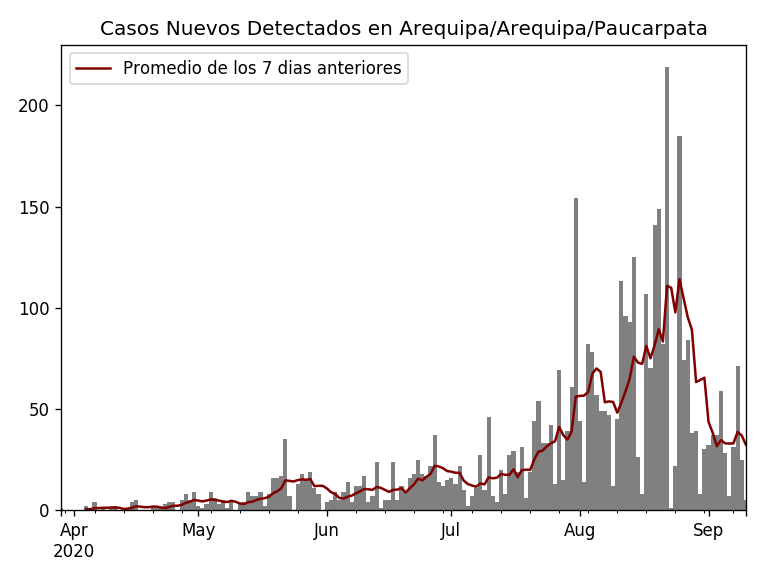 Casos Nuevos Detectados en Arequipa/Arequipa/Paucarpata
Promedio de los 7 dias anteriores
200
150
100
50
0
Apr May Jun Jul Aug Sep
2020